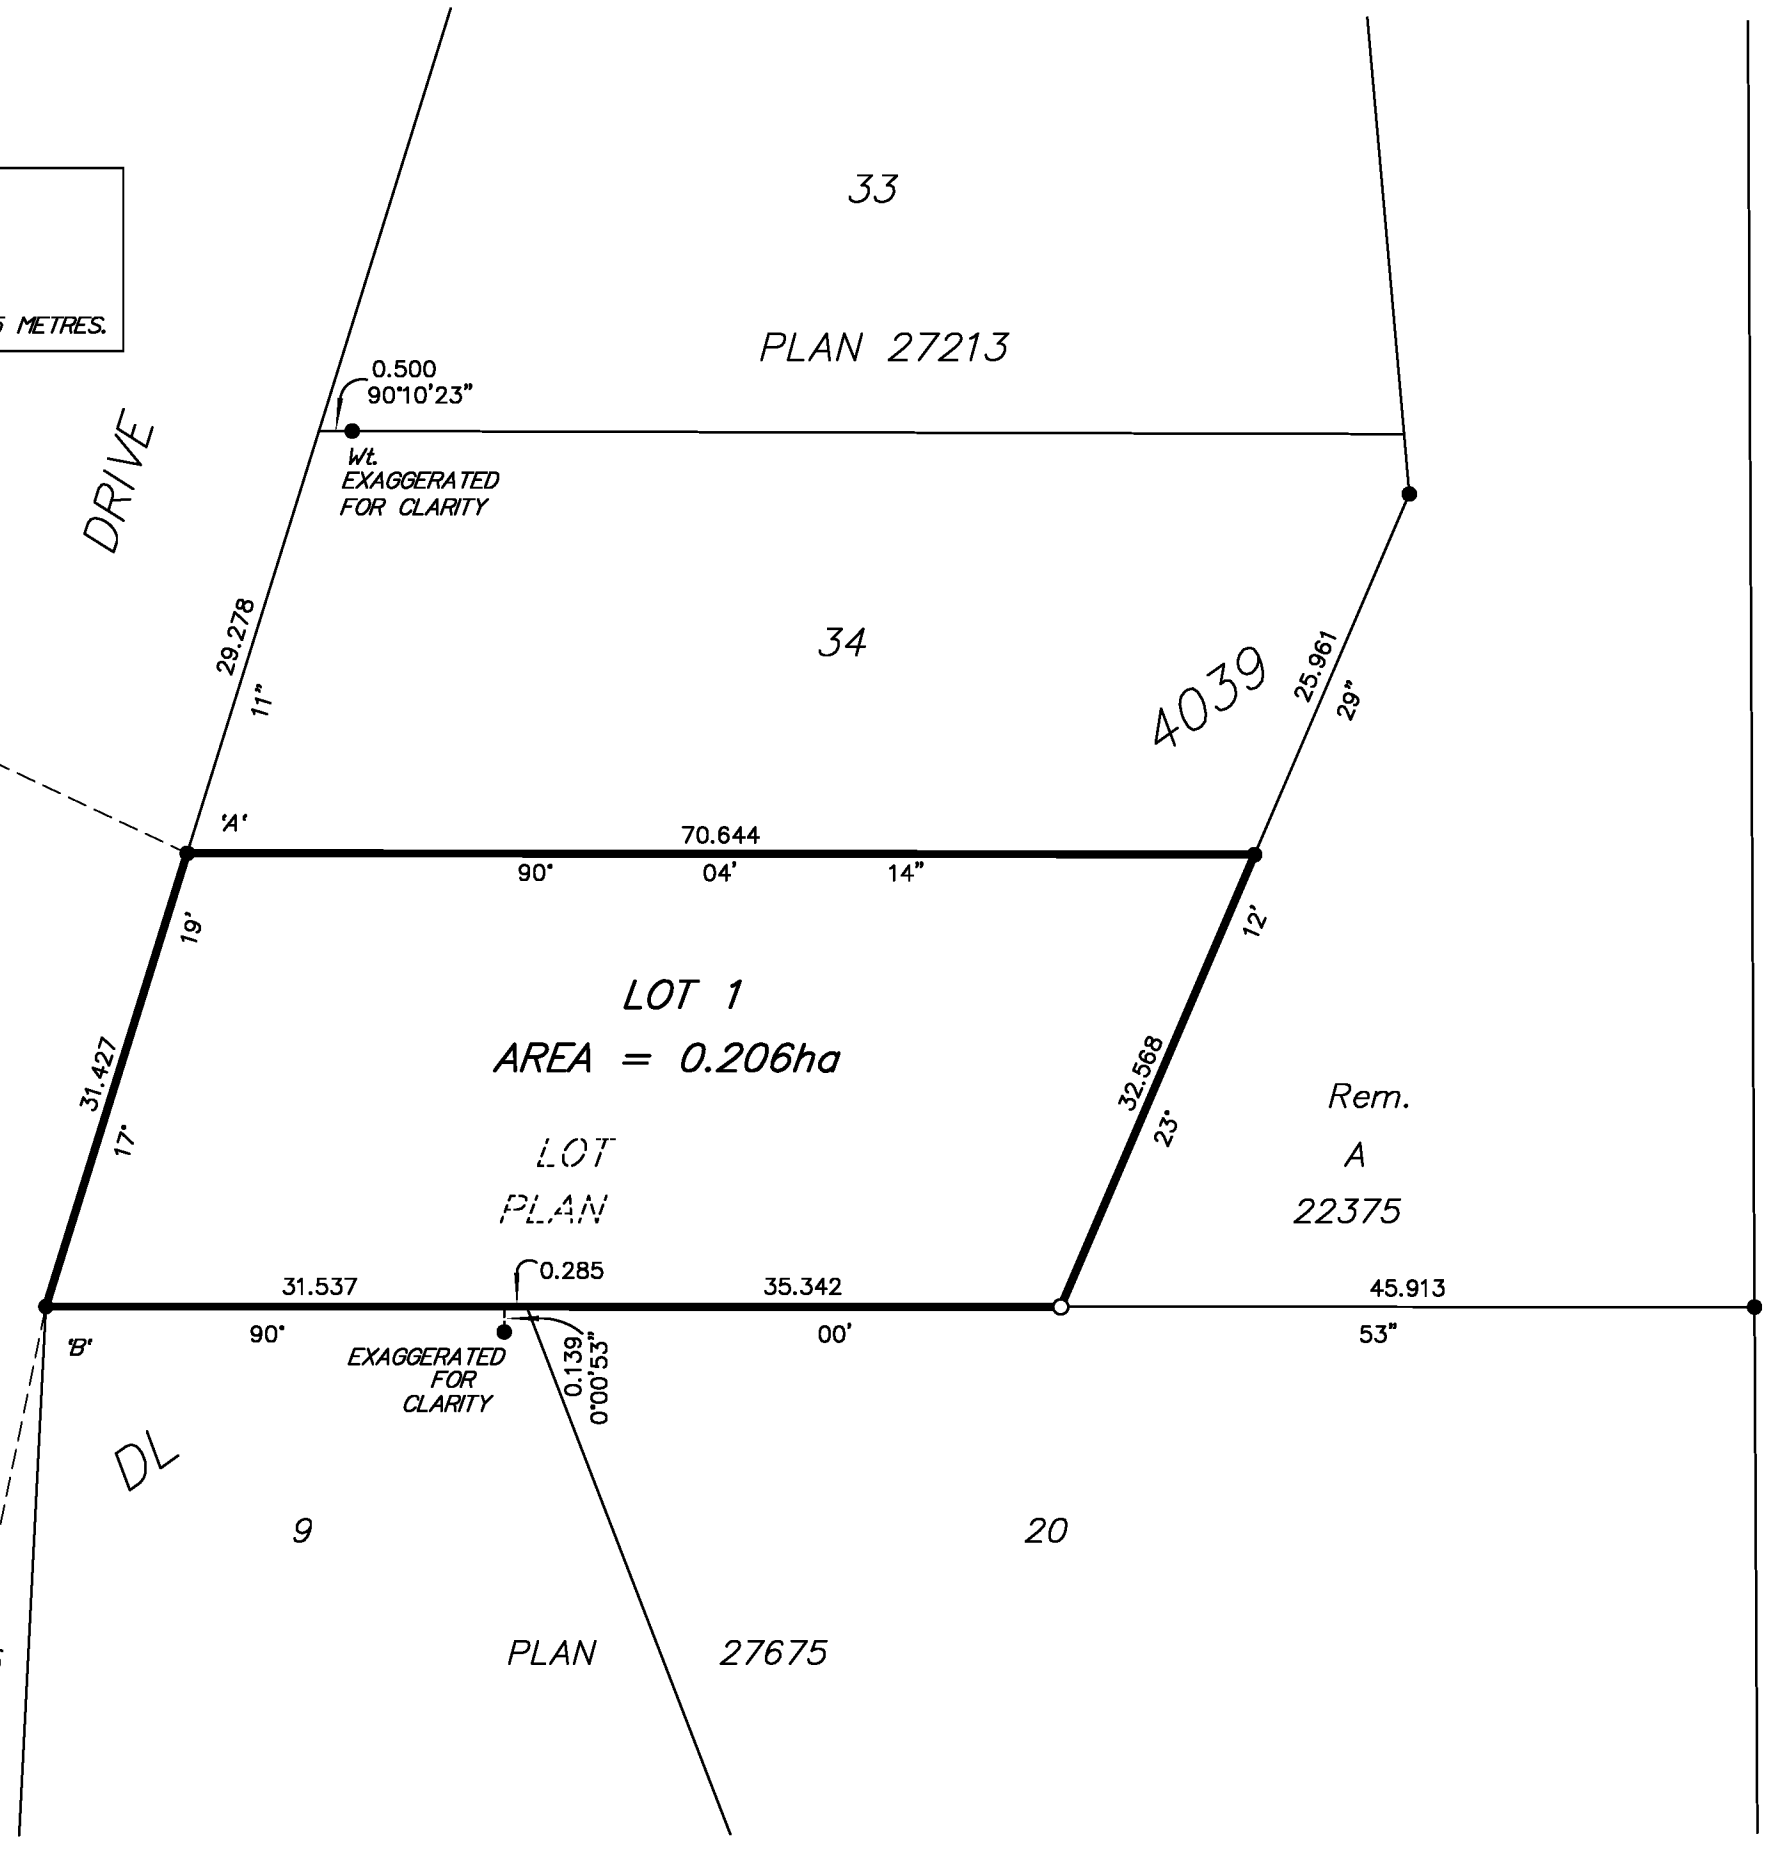 33
METRES.
PLAN 27213
0.500
90°10'23"
Wt.
EXAGGERATED
FOR CLARITY
DRIVE
29.278
11"
34
4039
25.961
29"
'A'
70.644
90° 04' 14"
19'
12'
LOT 1
AREA = 0.206ha
31.427
17°
32.568
23°
Rem.
A
22375
LOT
PLAN
31.537
0.285
35.342
45.913
'B'
90°
00'
53"
0.139
0°00'53"
EXAGGERATED
FOR
CLARITY
DL
9
20
PLAN 27675